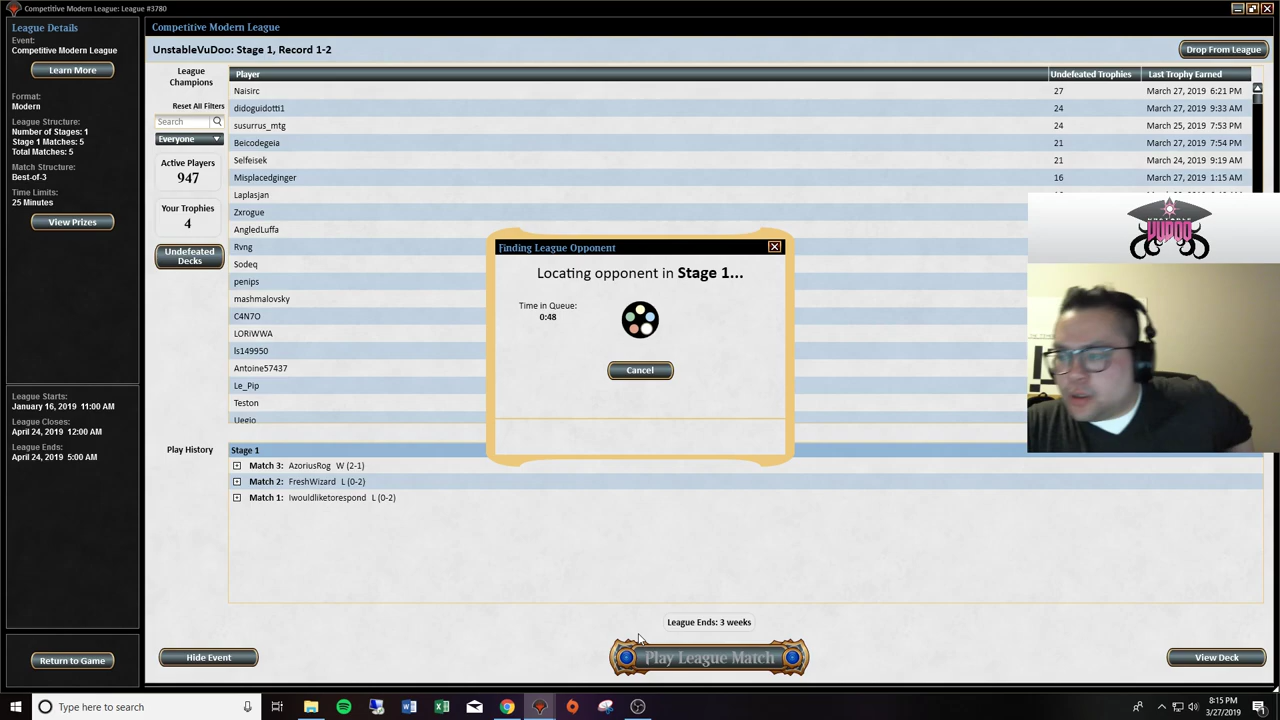 Competitive Modern League: League #3780
League Details
Event:
Competitive Modern League
Learn More
Format:
Modern
League Structure:
Number of Stages: 1
Stage 1 Matches: 5
Total Matches: 5
Match Structure:
Best-of-3
Time Limits:
25 Minutes
View Prizes
League Starts:
January 16, 2019 11:00 AM
League Closes:
April 24, 2019 12:00 AM
League Ends:
April 24, 2019 5:00 AM
Return to Game
Competitive Modern League
UnstableVuDoo: Stage 1, Record 1-2
Drop From League
League
Champions
Reset All Filters
Search
Everyone
Active Players
947
Your Trophies
4
Undefeated
Decks
Player Undefeated Trophies Last Trophy Earned
Naisirc 27 March 27, 2019 6:21 PM
didoguidotti1 24 March 27, 2019 9:33 AM
susurrus_mtg 24 March 25, 2019 7:53 PM
Beicodegeia 21 March 27, 2019 7:54 PM
Selfeisek 21 March 24, 2019 9:19 AM
Misplacedginger 16 March 27, 2019 1:15 AM
Laplasjan
Zxrogue
AngledLuffa
Rvng
Sodeq
penips
mashmalovsky
C4N7O
LORiWWA
ls149950
Antoine57437
Le_Pip
Teston
Uegio
Finding League Opponent
Locating opponent in Stage 1...
Time in Queue:
0:48
Cancel
UNSTABLE
VUDOO
Play History
Stage 1
Match 3: AzoriusRog W (2-1)
Match 2: FreshWizard L (0-2)
Match 1: Iwouldliketorespond L (0-2)
League Ends: 3 weeks
Hide Event
Play League Match
View Deck
Type here to search
8:15 PM
3/27/2019